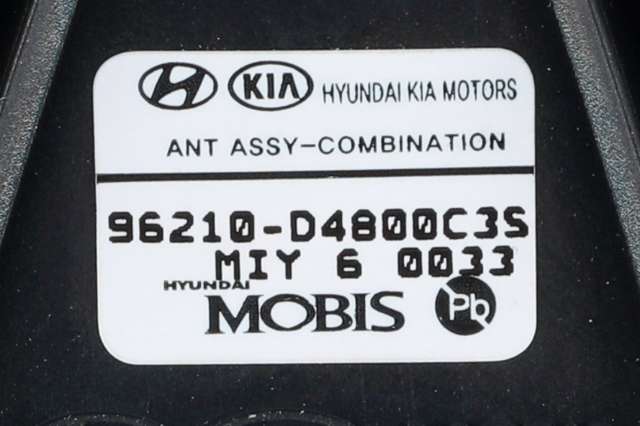 KIA HYUNDAI KIA MOTORS
ANT ASSY-COMBINATION
96210-D4800C3S
MIY 6 0033
HYUNDAI
MOBIS Pb